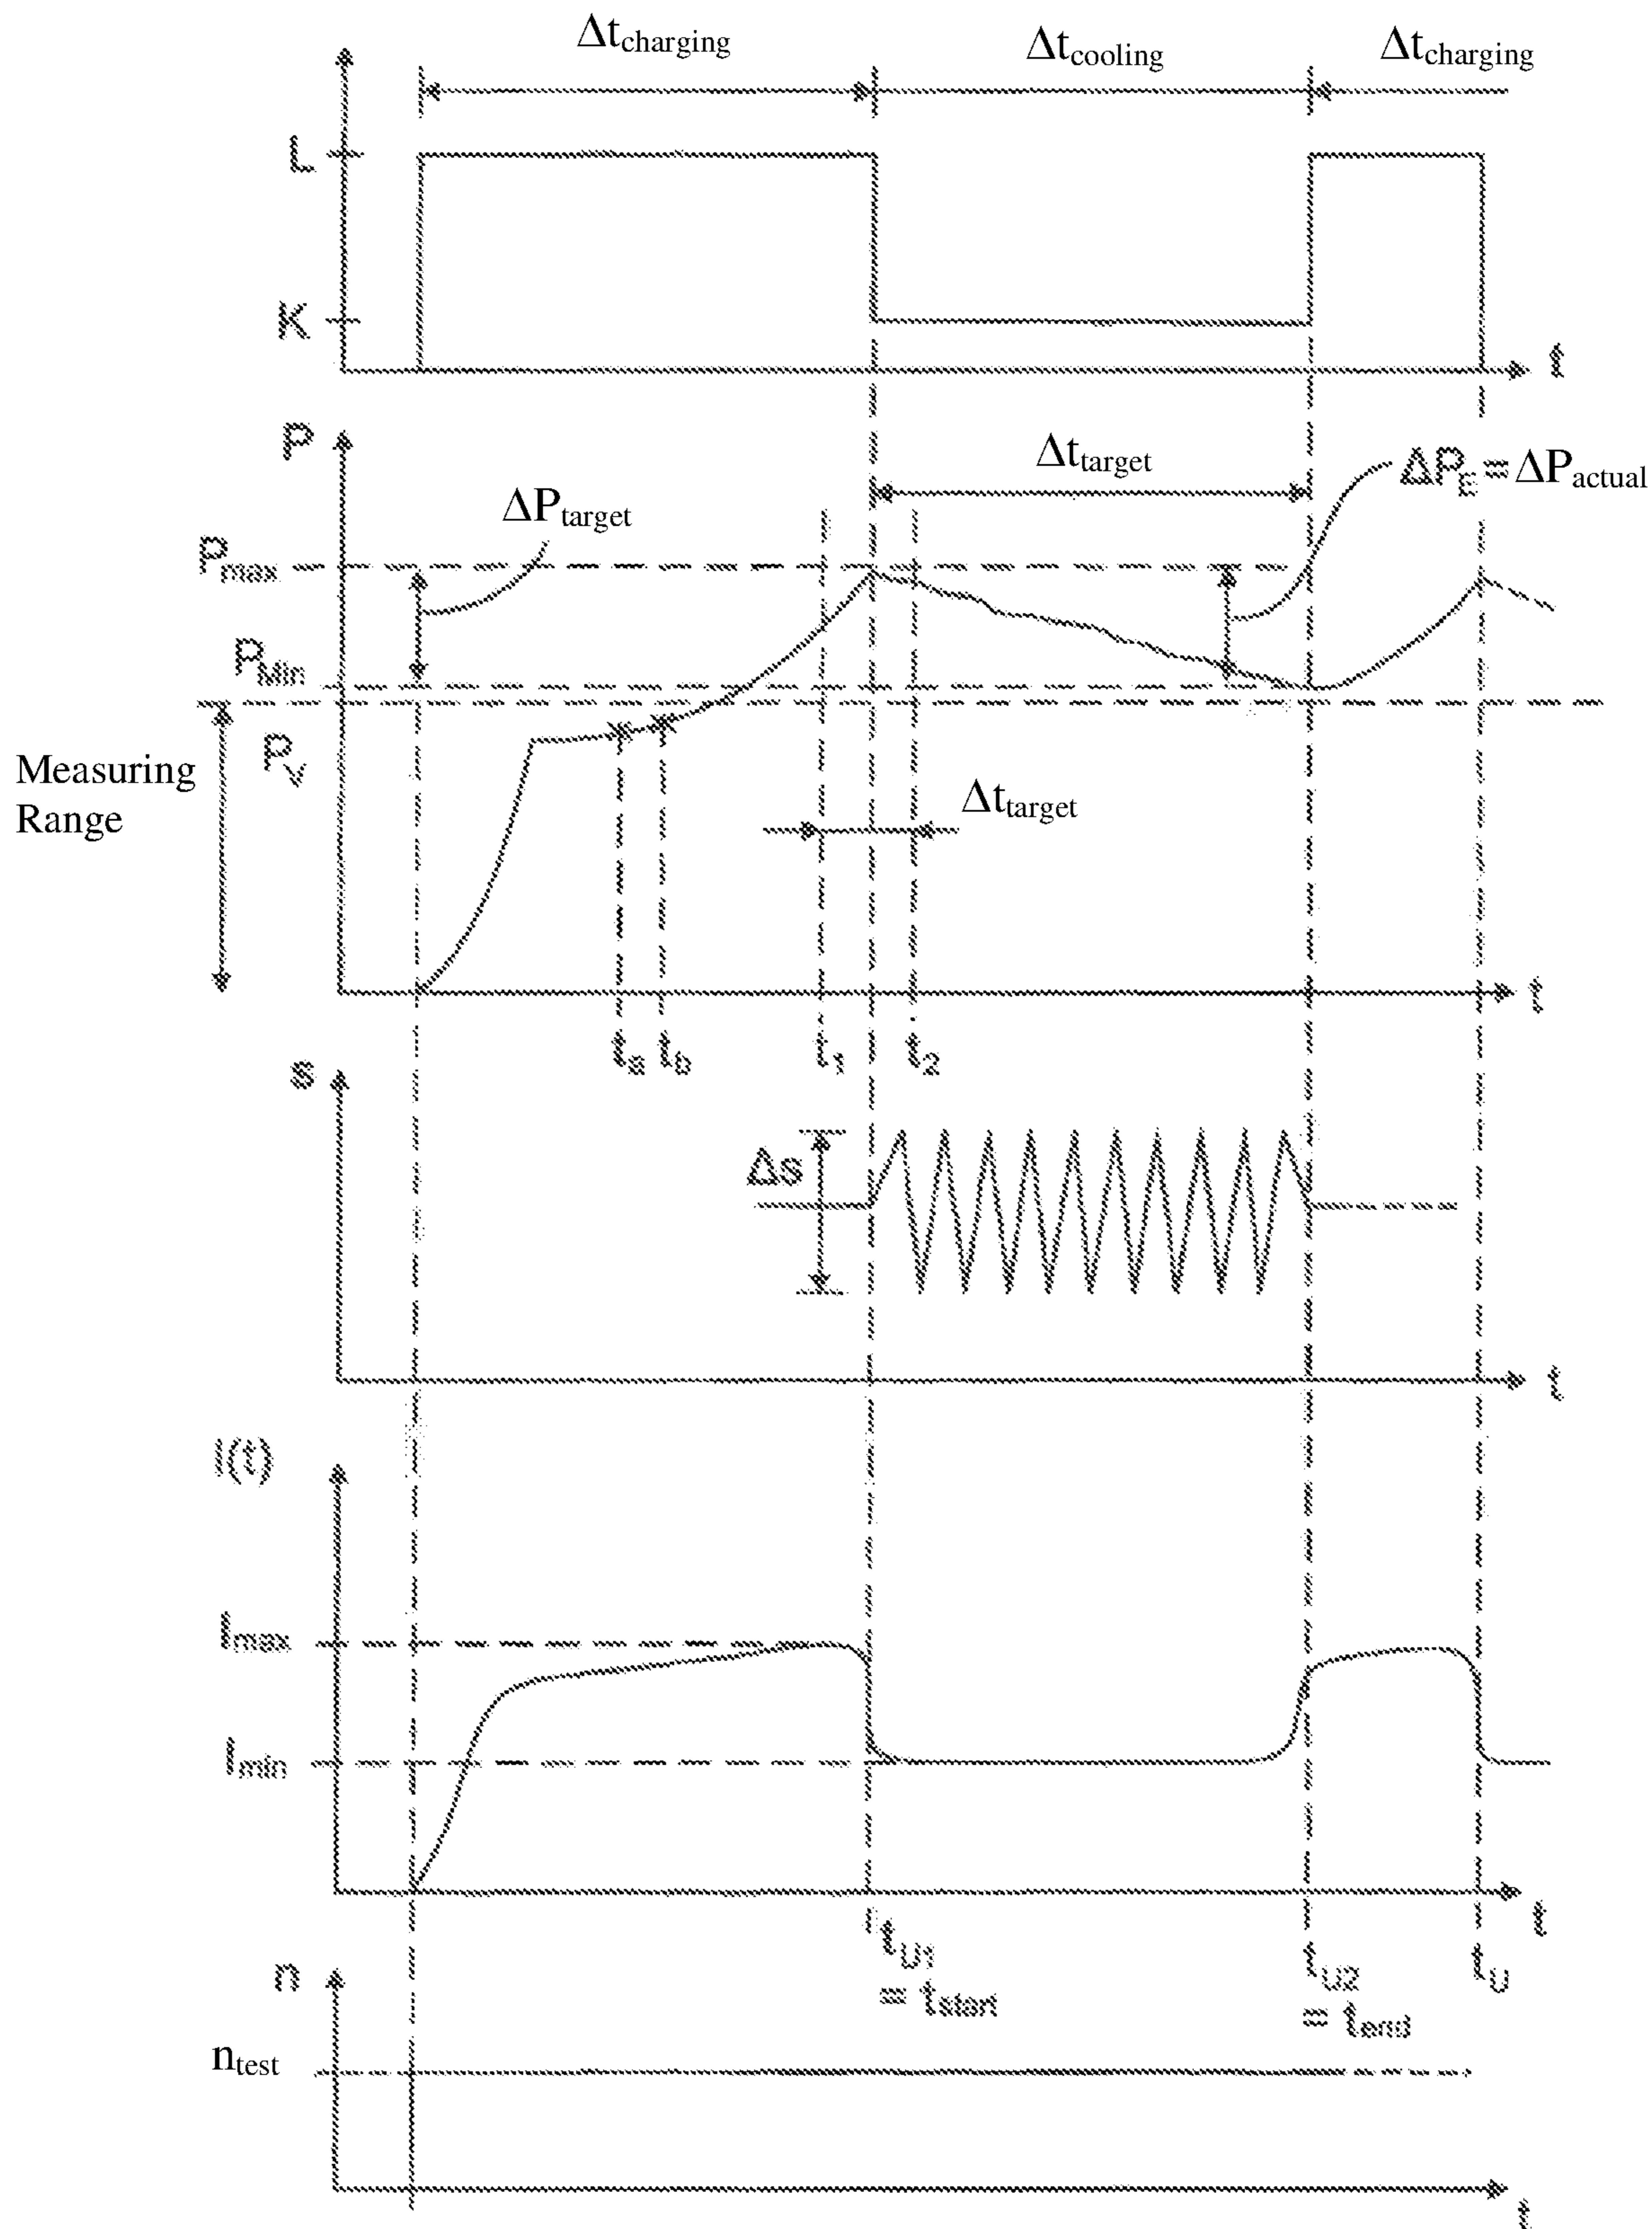 Δtcharging Δtcooling Δtcharging
L
K
t
P
Δttarget
ΔPE = ΔPactual
ΔPtarget
Pmax
PMin
PV
Measuring
Range
Δttarget
t
ta tb t1 t2
s
Δs
t
I(t)
Imax
Imin
t
tU1
= tstart
tU2
= tend
tU
n
ntest
t